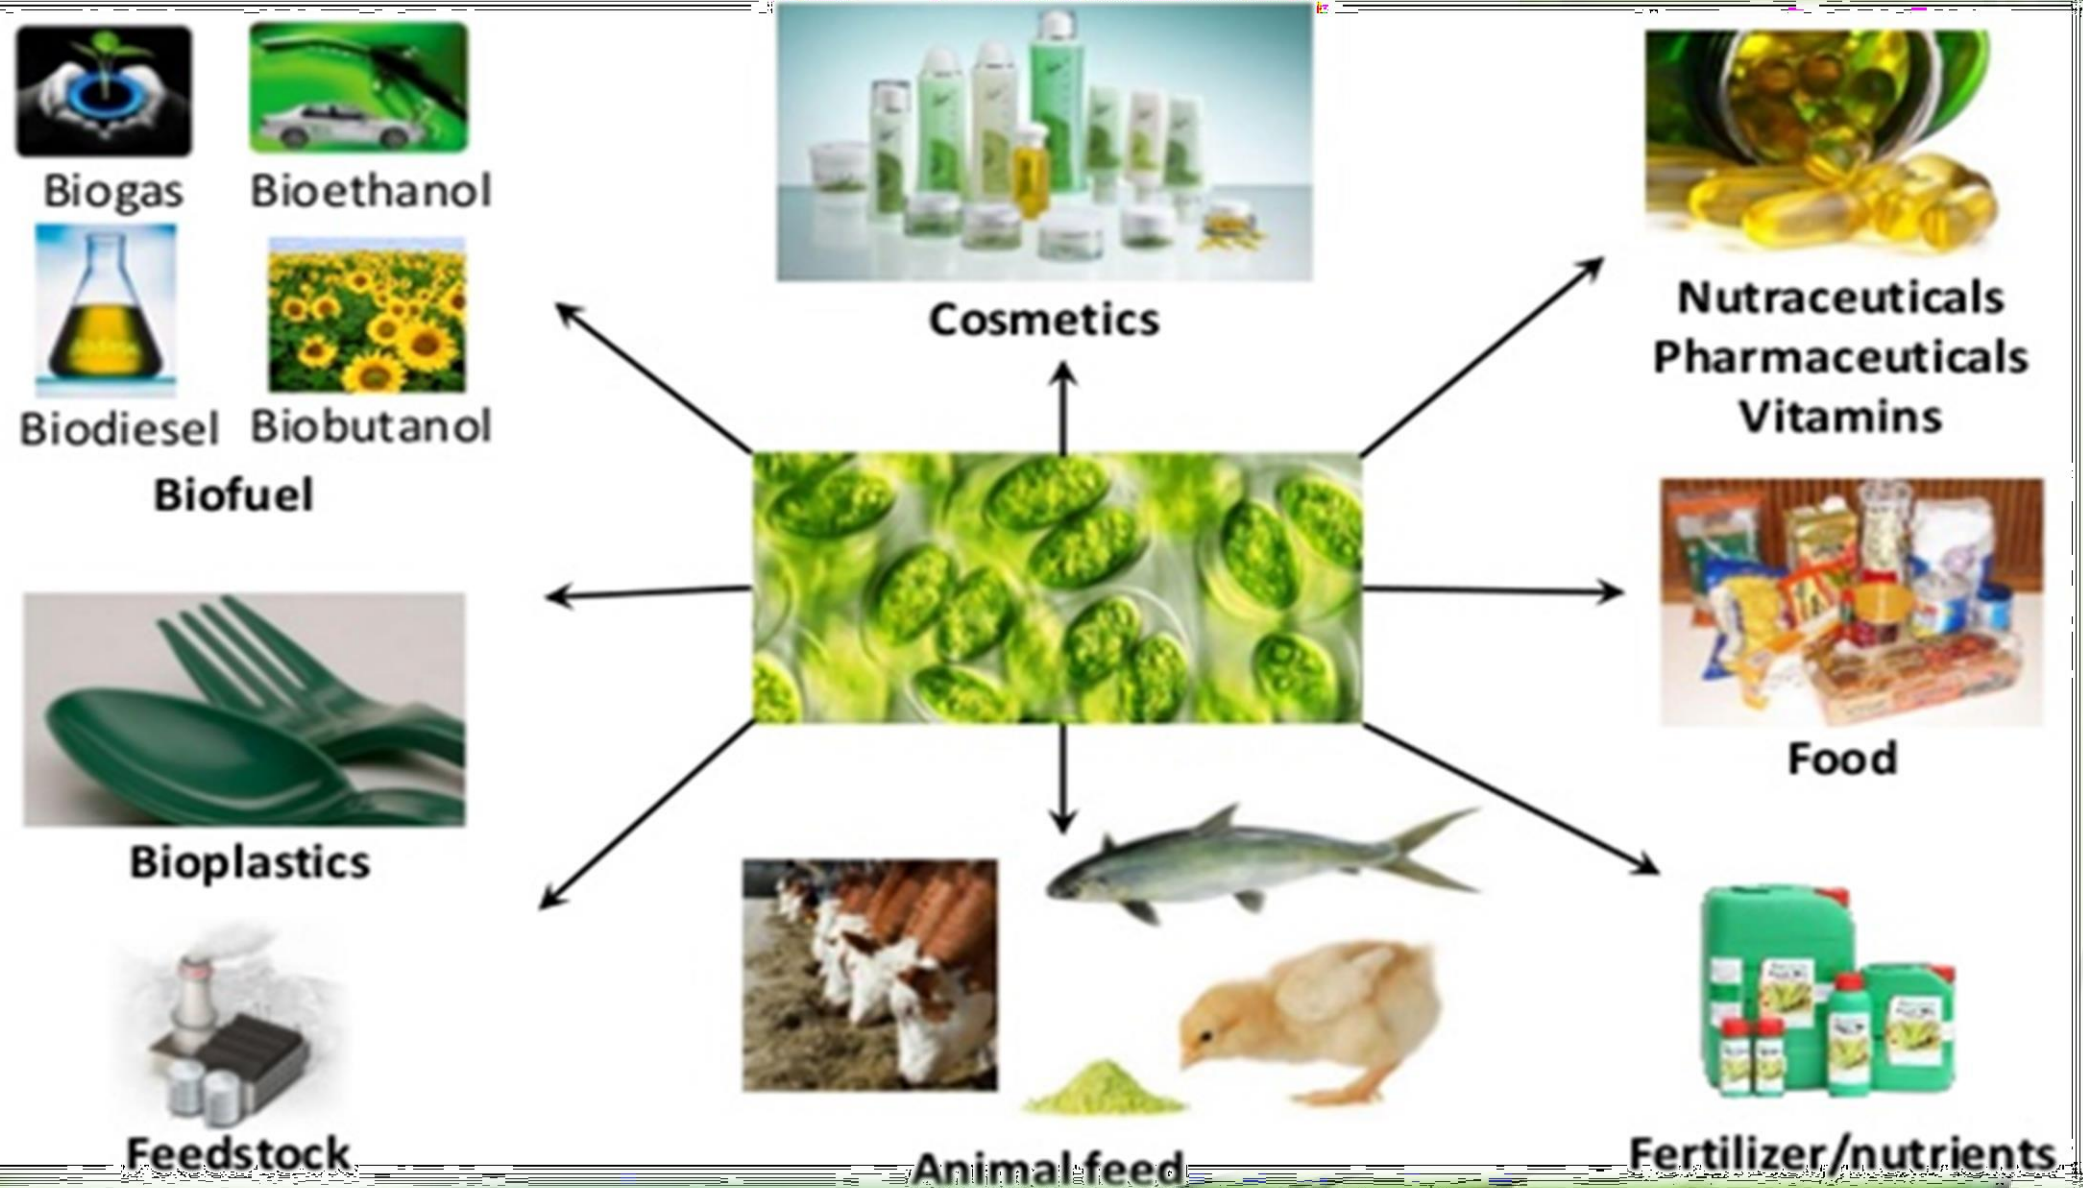 Biogas
Bioethanol
Biodiesel
Biobutanol
Biofuel
Cosmetics
Nutraceuticals
Pharmaceuticals
Vitamins
Food
Bioplastics
Feedstock
Animal feed
Fertilizer/nutrients